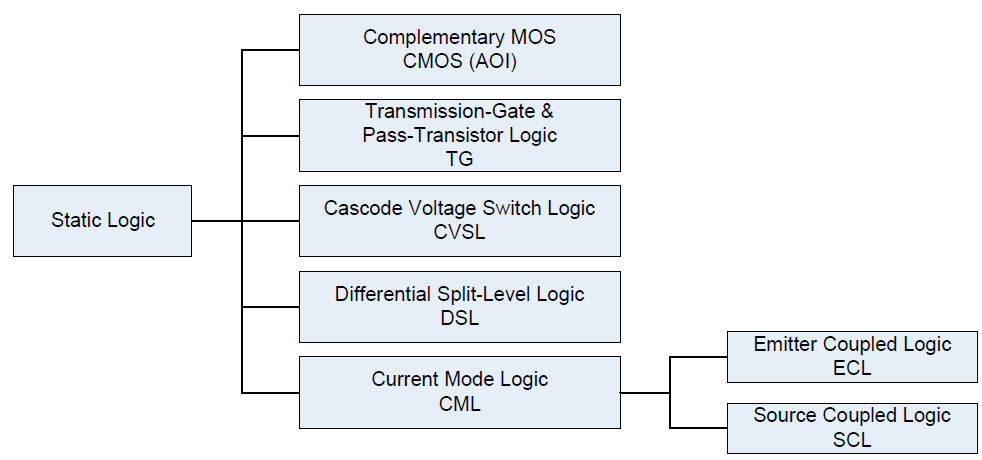 Complementary MOS
CMOS (AOI)
Transmission-Gate &
Pass-Transistor Logic
TG
Static Logic
Cascode Voltage Switch Logic
CVSL
Differential Split-Level Logic
DSL
Current Mode Logic
CML
Emitter Coupled Logic
ECL
Source Coupled Logic
SCL